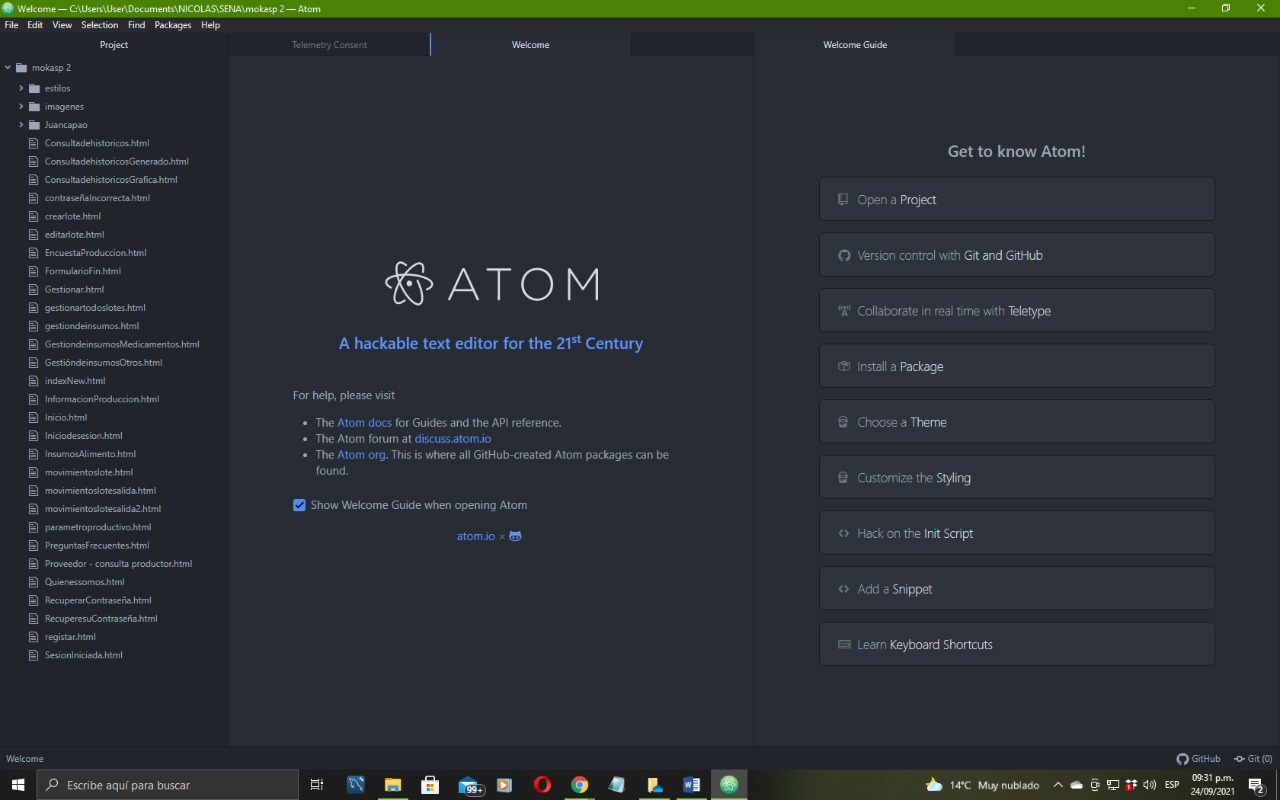 Welcome — C:\Users\User\Documents\NICOLAS\SENA\mokasp 2 — Atom
File Edit View Selection Find Packages Help
Project
mokasp 2
estilos
imagenes
Juancapao
Consultadehistoricos.html
ConsultadehistoricosGenerado.html
ConsultadehistoricosGrafica.html
contraseñaIncorrecta.html
crearlote.html
editarlote.html
EncuestaProduccion.html
FormularioFin.html
Gestionar.html
gestionartodoslotes.html
gestiondeinsumos.html
GestiondeinsumosMedicamentos.html
GestióndeinsumosOtros.html
indexNew.html
InformacionProduccion.html
Inicio.html
Iniciodesesion.html
InsumosAlimento.html
movimientoslote.html
movimientoslotesalida.html
movimientoslotesalida2.html
parametroproductivo.html
PreguntasFrecuentes.html
Proveedor - consulta productor.html
Quienessomos.html
RecuperarContraseña.html
RecuperesuContraseña.html
registar.html
SesionIniciada.html
Telemetry Consent
Welcome
ATOM
A hackable text editor for the 21st Century
For help, please visit
• The Atom docs for Guides and the API reference.
• The Atom forum at discuss.atom.io
• The Atom org. This is where all GitHub-created Atom packages can be
found.
Show Welcome Guide when opening Atom
atom.io ×
Welcome Guide
Get to know Atom!
Open a Project
Version control with Git and GitHub
Collaborate in real time with Teletype
Install a Package
Choose a Theme
Customize the Styling
Hack on the Init Script
Add a Snippet
Learn Keyboard Shortcuts
Welcome
GitHub Git (0)
Escribe aquí para buscar
99+
14°C Muy nublado
ESP
09:31 p.m.
24/09/2021
2